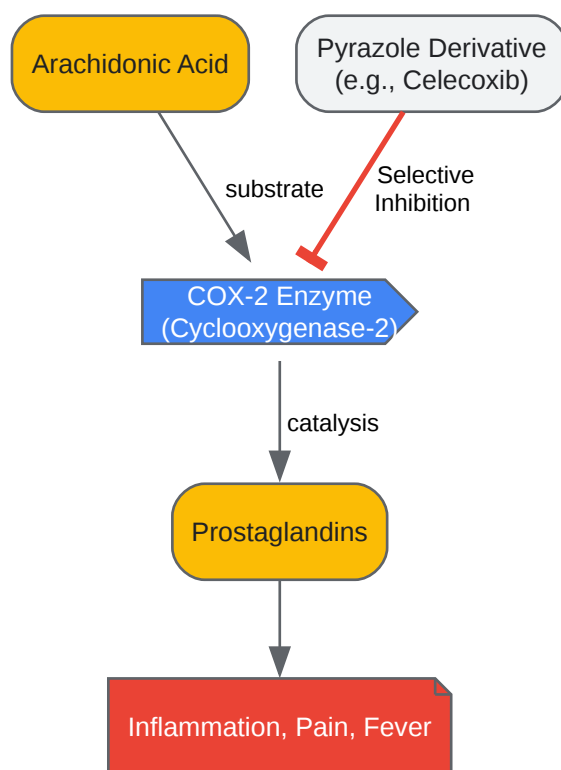 Arachidonic Acid
Pyrazole Derivative
(e.g., Celecoxib)
substrate
Selective
Inhibition
COX-2 Enzyme
(Cyclooxygenase-2)
catalysis
Prostaglandins
Inflammation, Pain, Fever